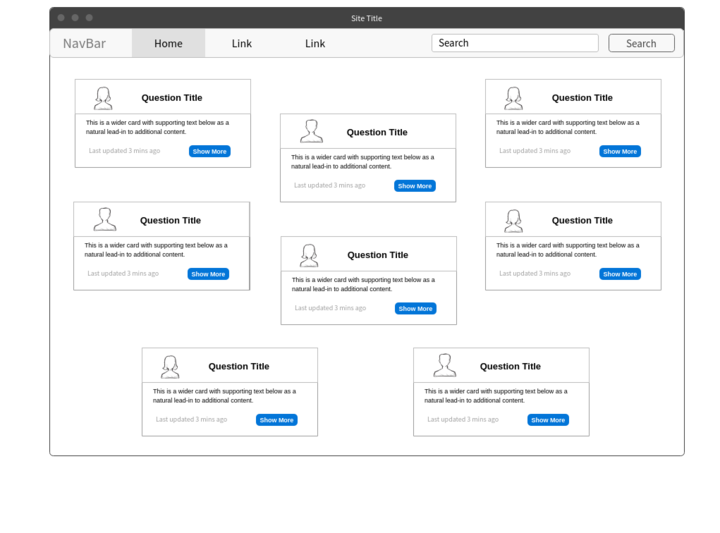 Site Title
NavBar Home Link Link Search Search
Question Title
This is a wider card with supporting text below as a
natural lead-in to additional content.
Last updated 3 mins ago Show More
Question Title
This is a wider card with supporting text below as a
natural lead-in to additional content.
Last updated 3 mins ago Show More
Question Title
This is a wider card with supporting text below as a
natural lead-in to additional content.
Last updated 3 mins ago Show More
Question Title
This is a wider card with supporting text below as a
natural lead-in to additional content.
Last updated 3 mins ago Show More
Question Title
This is a wider card with supporting text below as a
natural lead-in to additional content.
Last updated 3 mins ago Show More
Question Title
This is a wider card with supporting text below as a
natural lead-in to additional content.
Last updated 3 mins ago Show More
Question Title
This is a wider card with supporting text below as a
natural lead-in to additional content.
Last updated 3 mins ago Show More
Question Title
This is a wider card with supporting text below as a
natural lead-in to additional content.
Last updated 3 mins ago Show More